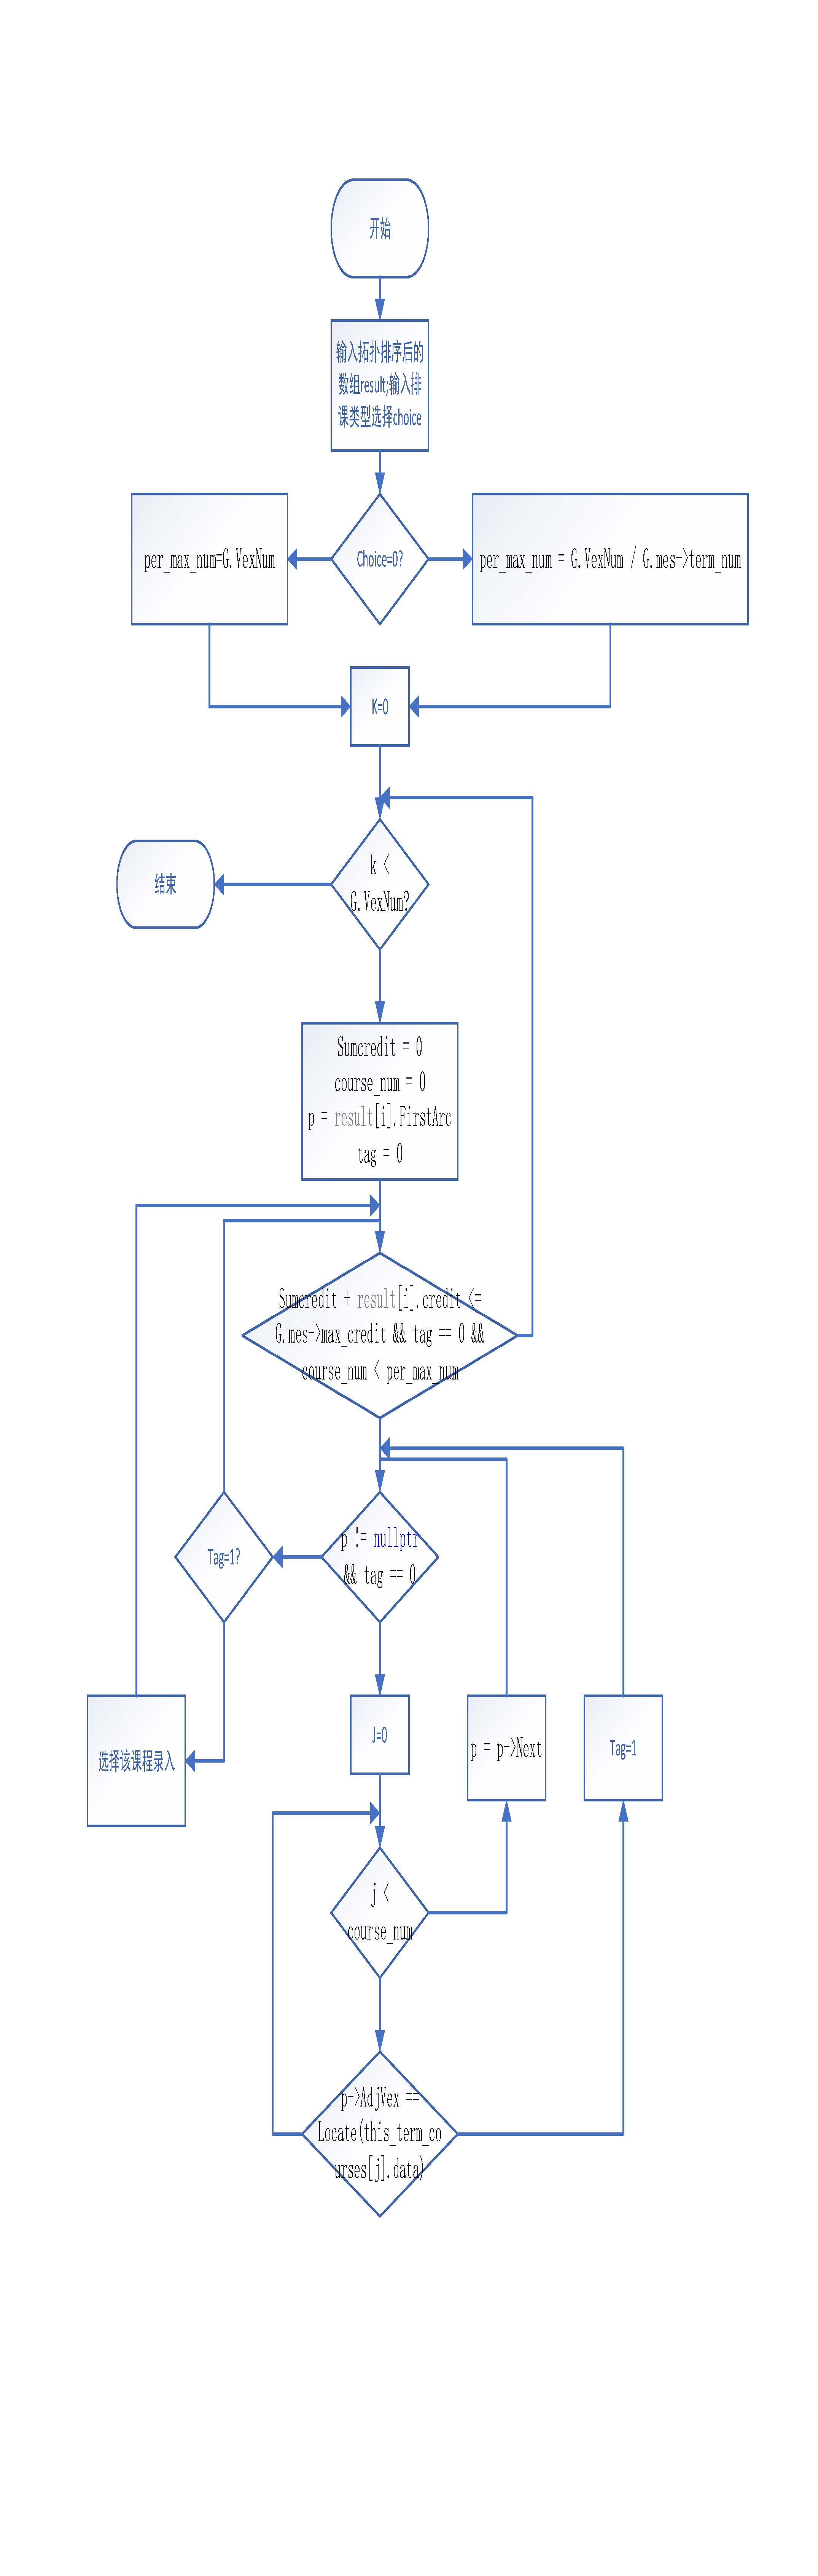 开始
输入拓扑排序后的
数组result;输入排
课类型选择choice
per_max_num=G.VexNum
Choice=0?
per_max_num = G.VexNum / G.mes->term_num
K=0
k <
G.VexNum?
结束
Sumcredit = 0
course_num = 0
p = result[i].FirstArc
tag = 0
Sumcredit + result[i].credit <=
G.mes->max_credit && tag == 0 &&
course_num < per_max_num
Tag=1?
p != nullptr
&& tag == 0
选择该课程录入
J=0
p = p->Next
Tag=1
j <
course_num
p->AdjVex ==
Locate(this_term_co
urses[j].data)